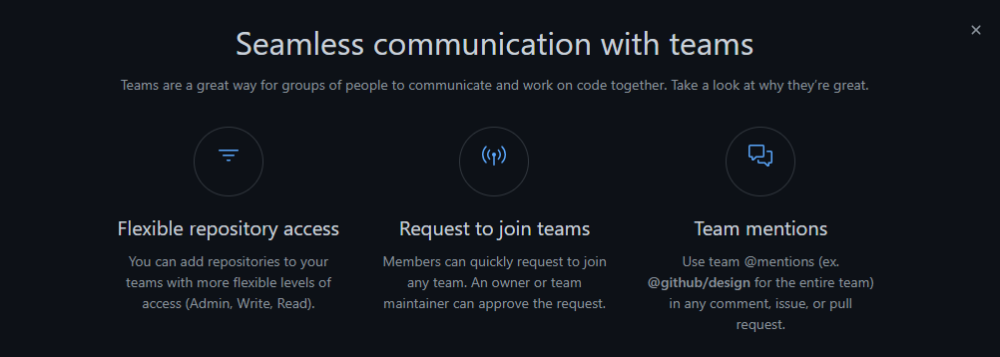 Seamless communication with teams
Teams are a great way for groups of people to communicate and work on code together. Take a look at why they're great.
Flexible repository access
You can add repositories to your
teams with more flexible levels of
access (Admin, Write, Read).
Request to join teams
Members can quickly request to join
any team. An owner or team
maintainer can approve the request.
Team mentions
Use team @mentions (ex.
@github/design for the entire team)
in any comment, issue, or pull
request.